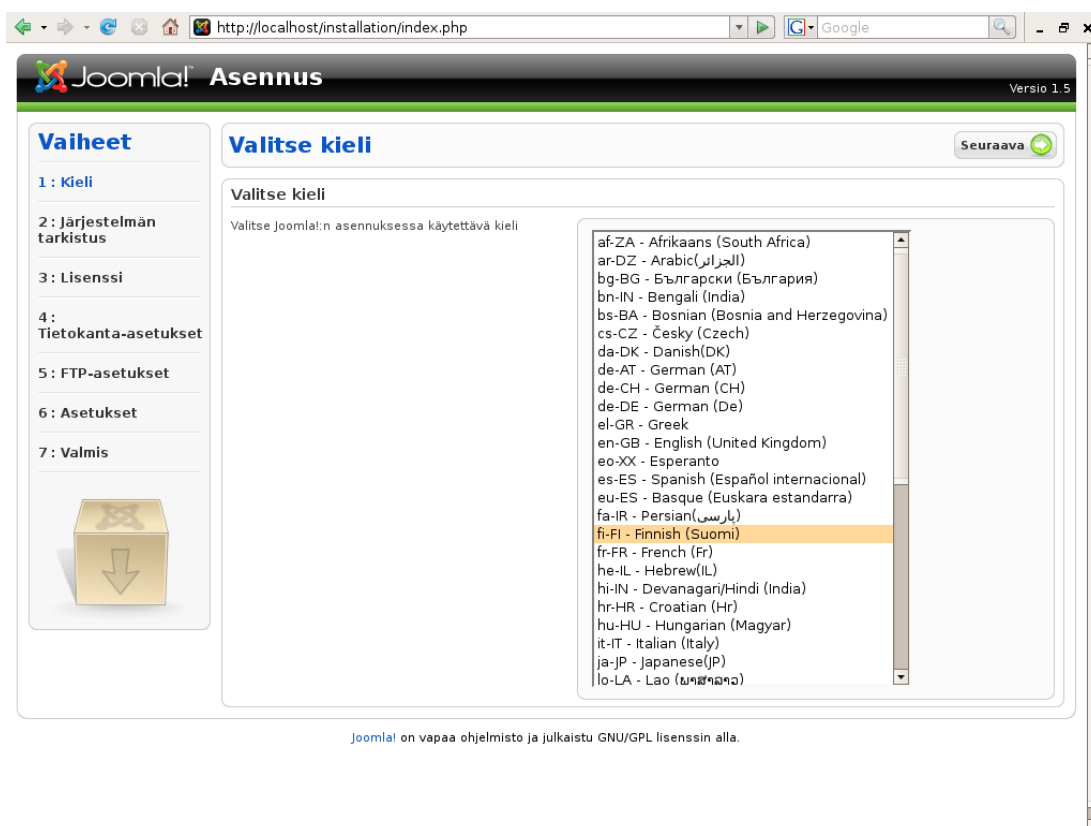 http://localhost/installation/index.php
Google
Joomla!™ Asennus
Versio 1.5
Vaiheet
1 : Kieli
2 : Järjestelmän
tarkistus
3 : Lisenssi
4 :
Tietokanta-asetukset
5 : FTP-asetukset
6 : Asetukset
7 : Valmis
Valitse kieli
Seuraava
Valitse kieli
Valitse Joomla!:n asennuksessa käytettävä kieli
af-ZA - Afrikaans (South Africa)
ar-DZ - Arabic(الجزائر)
bg-BG - Български (България)
bn-IN - Bengali (India)
bs-BA - Bosnian (Bosnia and Herzegovina)
cs-CZ - Česky (Czech)
da-DK - Danish(DK)
de-AT - German (AT)
de-CH - German (CH)
de-DE - German (De)
el-GR - Greek
en-GB - English (United Kingdom)
eo-XX - Esperanto
es-ES - Spanish (Español internacional)
eu-ES - Basque (Euskara estandarra)
fa-IR - Persian(پارسی)
fi-FI - Finnish (Suomi)
fr-FR - French (Fr)
he-IL - Hebrew(IL)
hi-IN - Devanagari/Hindi (India)
hr-HR - Croatian (Hr)
hu-HU - Hungarian (Magyar)
it-IT - Italian (Italy)
ja-JP - Japanese(JP)
lo-LA - Lao (ພາສາລາວ)
Joomla! on vapaa ohjelmisto ja julkaistu GNU/GPL lisenssin alla.